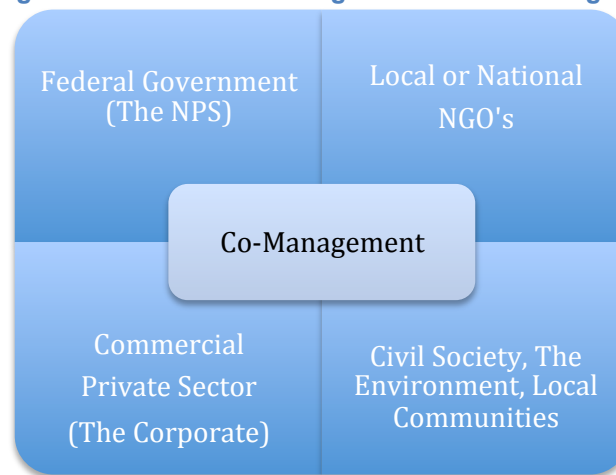 Federal Government
(The NPS)
Local or National
NGO's
Co-Management
Commercial
Private Sector
(The Corporate)
Civil Society, The
Environment, Local
Communities